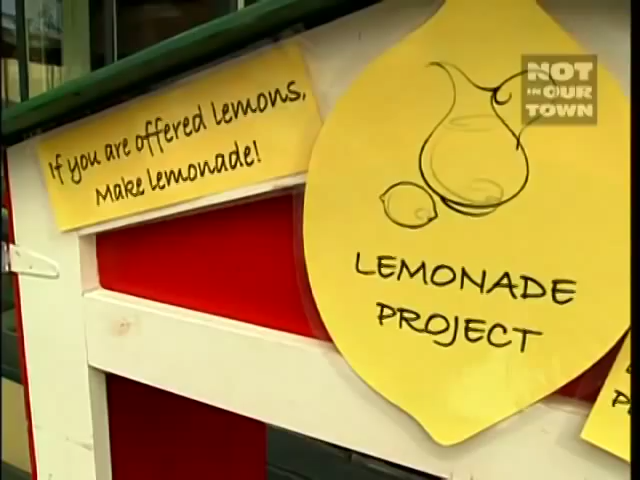 NOT
IN OUR
TOWN
If you are offered Lemons,
Make Lemonade!
LEMONADE
PROJECT